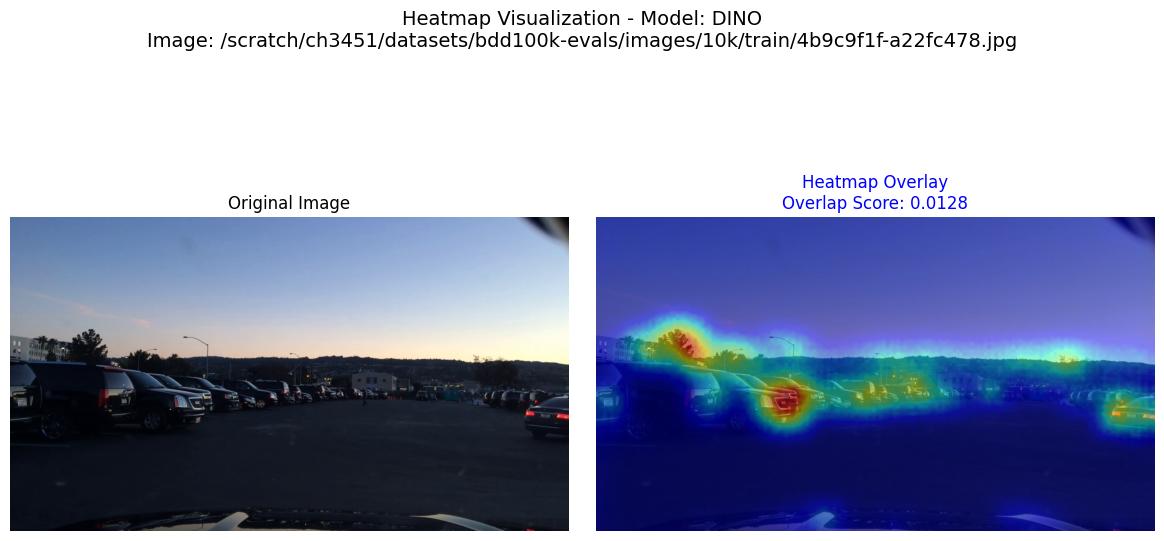 Heatmap Visualization - Model: DINO
Image: /scratch/ch3451/datasets/bdd100k-evals/images/10k/train/4b9c9f1f-a22fc478.jpg
Original Image
Heatmap Overlay
Overlap Score: 0.0128